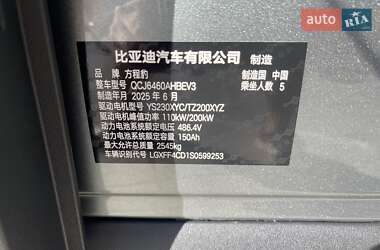 auto RIA
比亚迪汽车有限公司 制造
品牌 方程豹 制造国 中国
整车型号 QCJ6460AHBEV3 乘坐人数 5
制造年月 2025 年 6 月
驱动电机型号 YS230XYC/TZ200XYZ
驱动电机峰值功率 110kW/200kW
动力电池系统额定电压 486.4V
动力电池系统额定容量 150Ah
最大允许总质量 2545kg
车辆识别代号 LGXFF4CD1S0599253